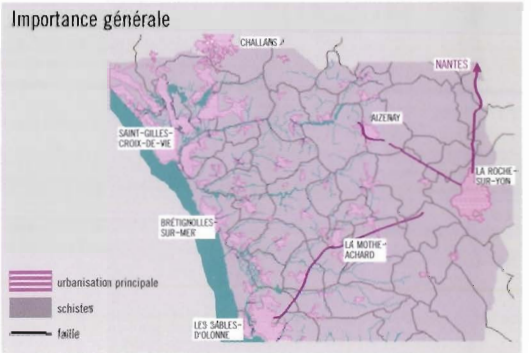 Importance générale
CHALLANS
NANTES
AIZENAY
SAINT-GILLES-
CROIX-DE-VIE
LA ROCHE-
SUR-YON
BRÉTIGNOLLES
SUR-MER
LA MOTHE-
ACHARD
urbanisation principale
schistes
faille
LES SABLES-
D'OLONNE